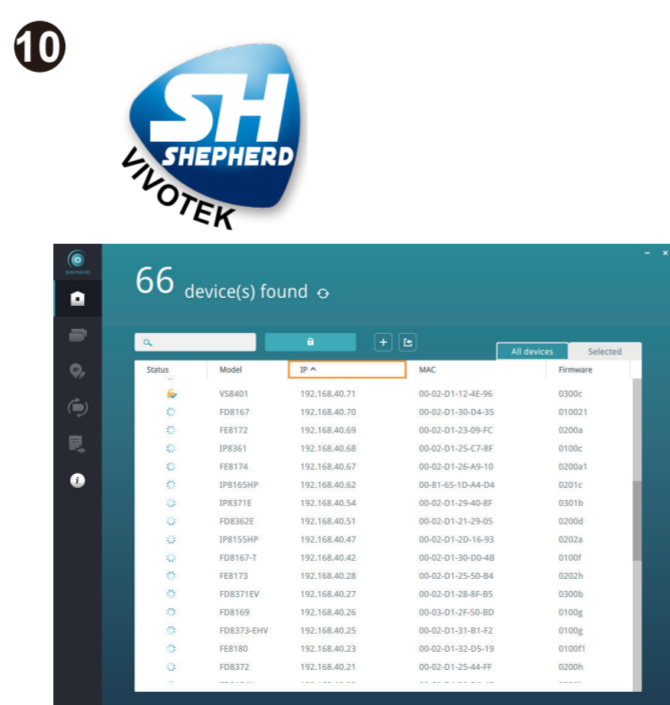 10
SH
SHEPHERD
VIVOTEK
SHEPHERD
66 device(s) found
All devices Selected
Status Model IP MAC Firmware
VS8401 192.168.40.71 00-02-D1-12-4E-96 0300c
FD8167 192.168.40.70 00-02-D1-30-D4-35 010021
FE8172 192.168.40.69 00-02-D1-23-09-FC 0200a
IP8361 192.168.40.68 00-02-D1-25-C7-8F 0100c
FE8174 192.168.40.67 00-02-D1-26-A9-10 0200a1
IP8165HP 192.168.40.62 00-81-65-1D-A4-D4 0201c
IP8371E 192.168.40.54 00-02-D1-29-40-8F 0301b
FD8362E 192.168.40.51 00-02-D1-21-29-05 0200d
IP8155HP 192.168.40.47 00-02-D1-2D-16-93 0202a
FD8167-T 192.168.40.42 00-02-D1-30-D0-4B 0100f
FE8173 192.168.40.28 00-02-D1-25-50-B4 0202h
FD8371EV 192.168.40.27 00-02-D1-28-8F-B5 0300b
FD8169 192.168.40.26 00-03-D1-2F-50-BD 0100g
FD8373-EHV 192.168.40.25 00-02-D1-31-B1-F2 0100g
FE8180 192.168.40.23 00-02-D1-32-D5-19 0100f1
FD8372 192.168.40.21 00-02-D1-25-44-FF 0200h